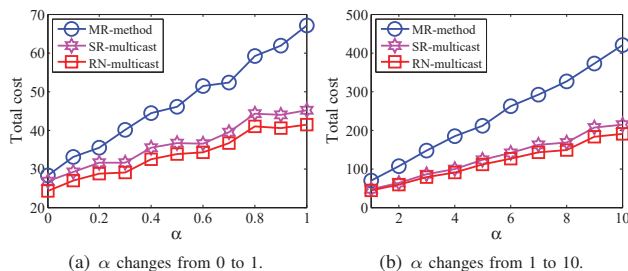 70
60
50
40
30
20
Total cost
MR-method
SR-multicast
RN-multicast
0 0.2 0.4 0.6 0.8 1
α
(a) α changes from 0 to 1.
500
400
300
200
100
0
Total cost
MR-method
SR-multicast
RN-multicast
2 4 6 8 10
α
(b) α changes from 1 to 10.